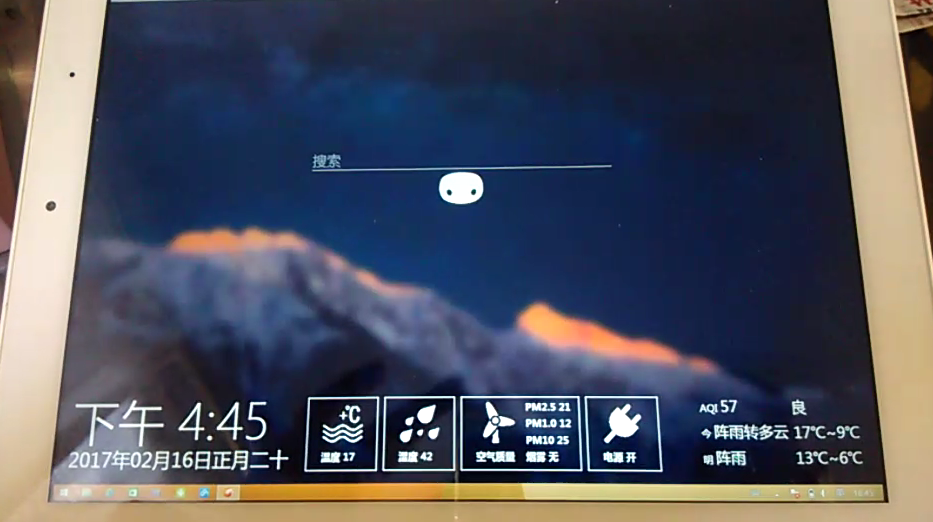 搜索
下午 4:45
2017年02月16日正月二十
+°C
温度 17
湿度 42
PM2.5 21
PM1.0 12
PM10 25
空气质量 烟雾 无
电源 开
AQI 57 良
今 阵雨转多云 17℃~9℃
明 阵雨 13℃~6℃